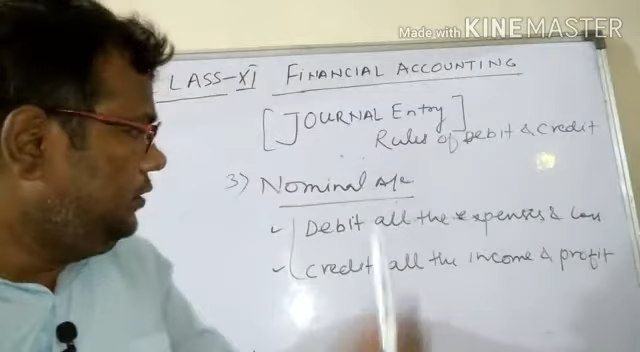 Made with KINEMASTER
LASS-XI FINANCIAL ACCOUNTING
[JOURNAL Entry]
Rules of Debit & Credit
3) Nominal A/c
Debit all the expenses & loss
Credit all the income & profit